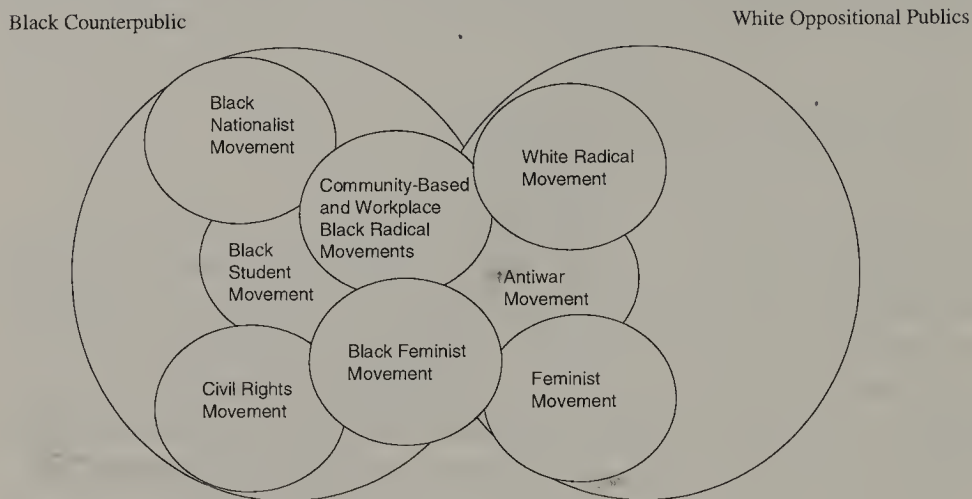 Black Counterpublic
White Oppositional Publics
Black
Nationalist
Movement
Community-Based
and Workplace
Black Radical
Movements
White Radical
Movement
Black
Student
Movement
Antiwar
Movement
Black Feminist
Movement
Civil Rights
Movement
Feminist
Movement